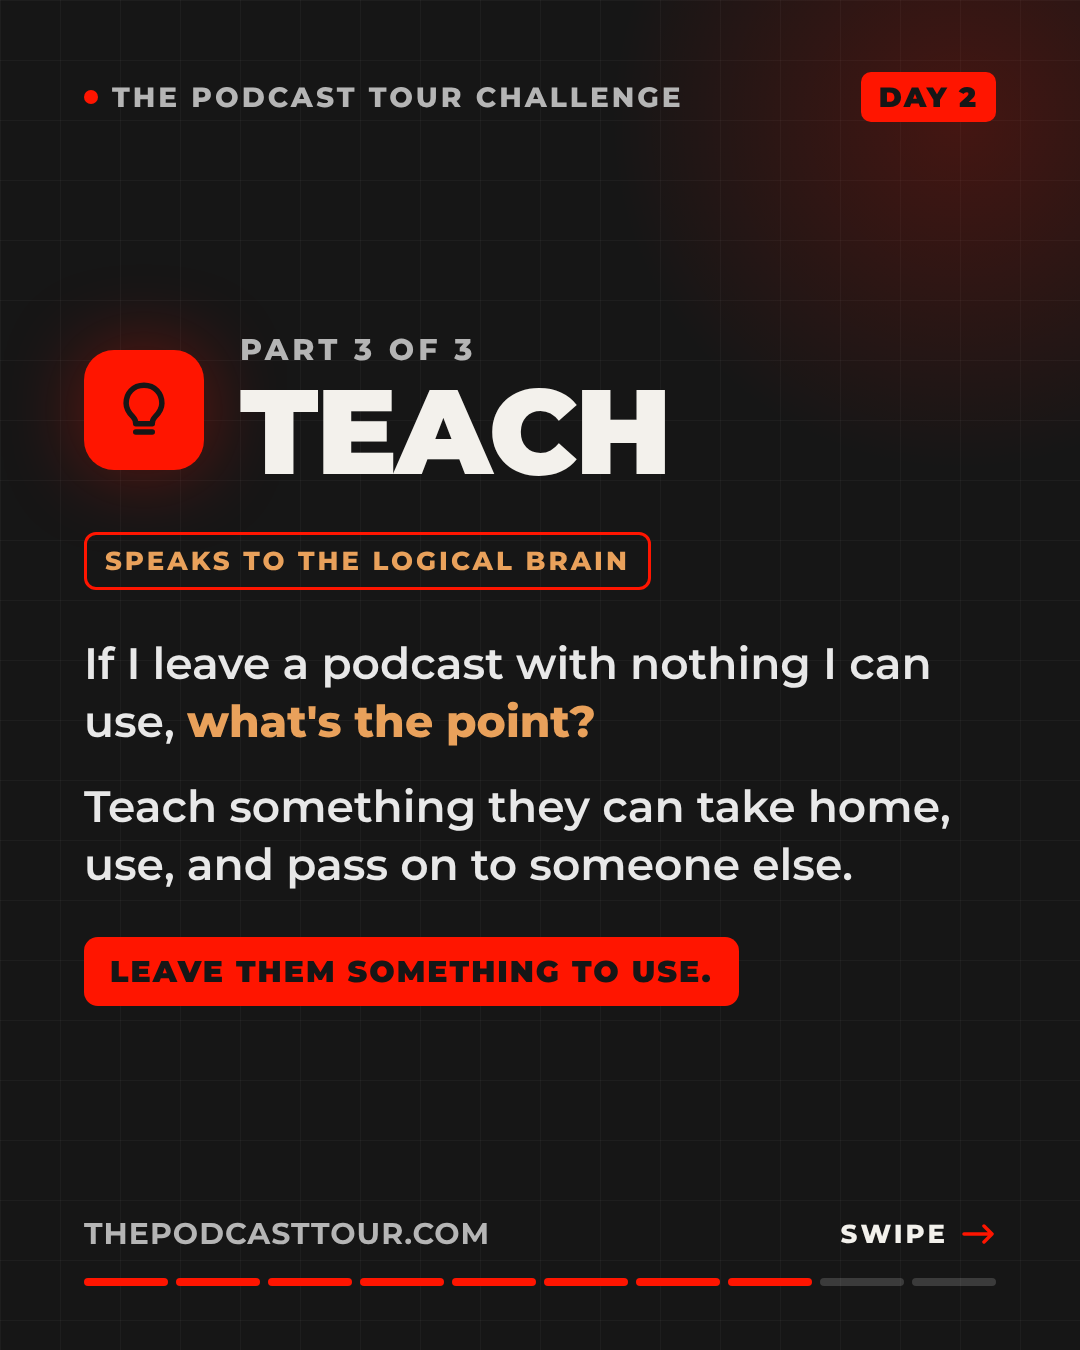 THE PODCAST TOUR CHALLENGE
DAY 2
PART 3 OF 3
TEACH
SPEAKS TO THE LOGICAL BRAIN
If I leave a podcast with nothing I can
use, what's the point?
Teach something they can take home,
use, and pass on to someone else.
LEAVE THEM SOMETHING TO USE.
THEPODCASTTOUR.COM
SWIPE →